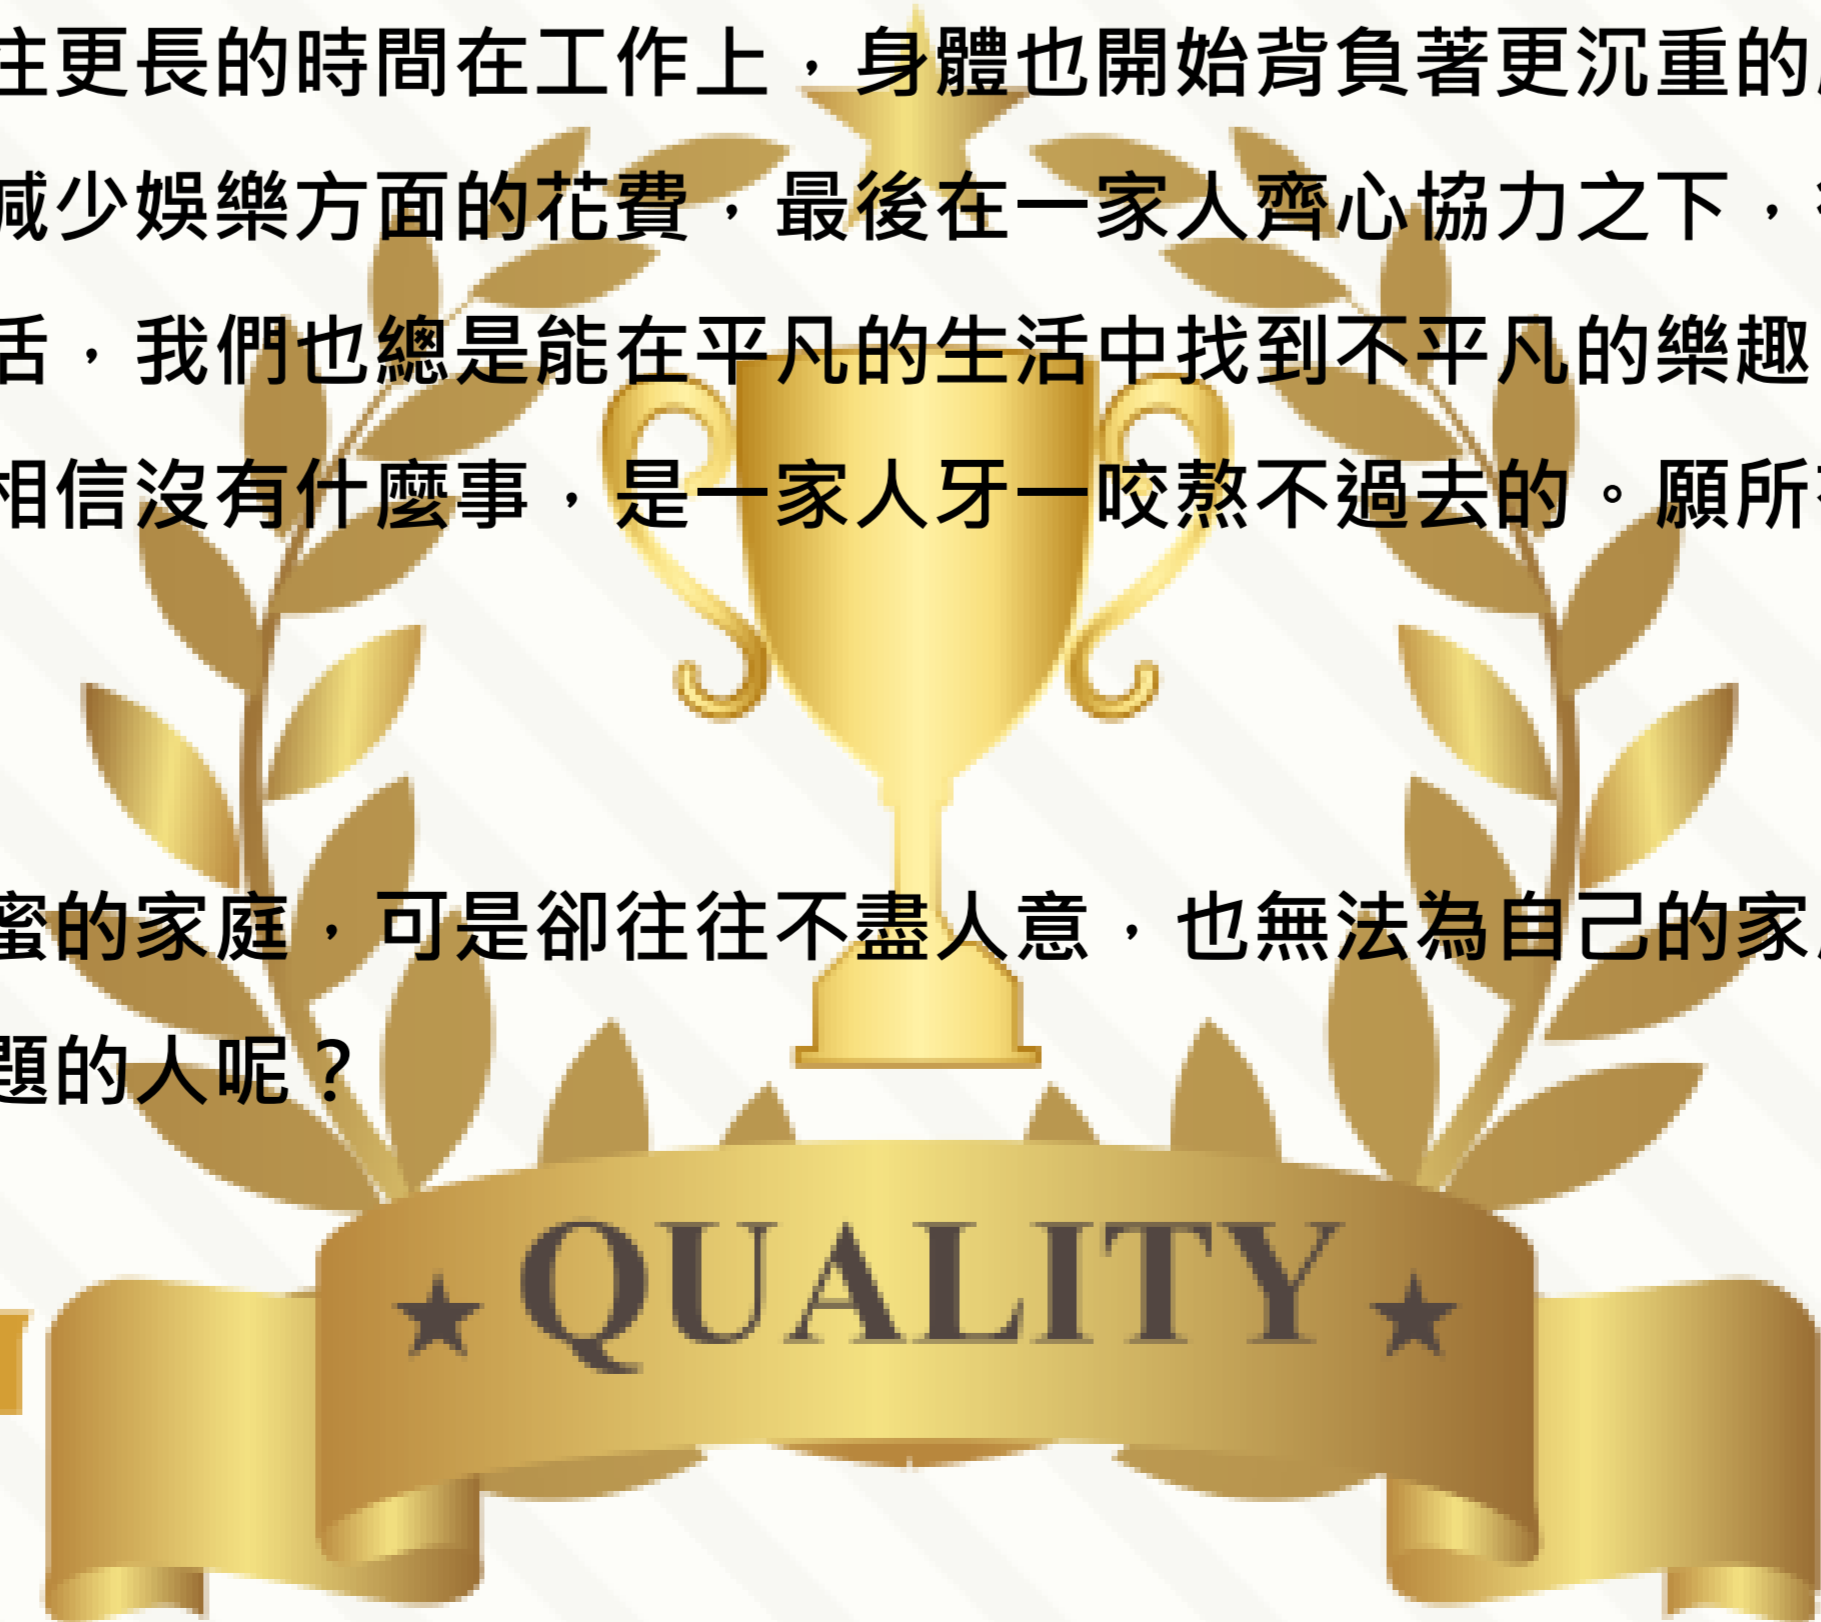 往更長的時間在工作上，身體也開始背負著更沉重的
減少娛樂方面的花費，最後在一家人齊心協力之下，
活，我們也總是能在平凡的生活中找到不平凡的樂趣
相信沒有什麼事，是一家人牙一咬熬不過去的。願所
蜜的家庭，可是卻往往不盡人意，也無法為自己的家
題的人呢？
★QUALITY★